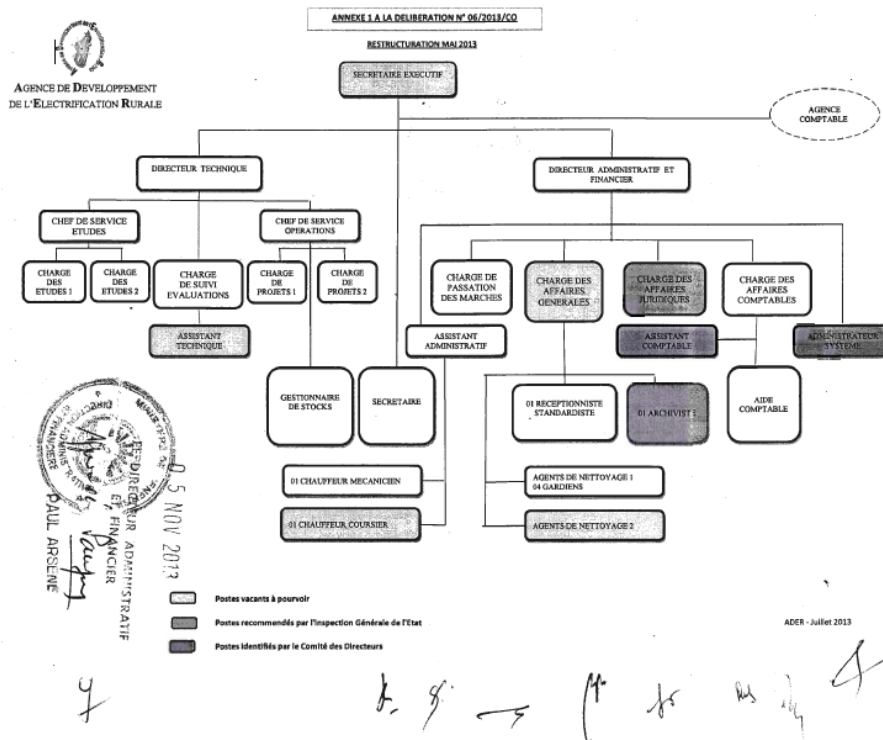 ANNEXE 1 A LA DELIBERATION N° 06/2013/CO
RESTRUCTURATION MAI 2013
AGENCE DE DEVELOPPEMENT
DE L'ELECTRIFICATION RURALE
SECRETAIRE EXECUTIF
AGENCE
COMPTABLE
DIRECTEUR TECHNIQUE
DIRECTEUR ADMINISTRATIF ET
FINANCIER
CHEF DE SERVICE
ETUDES
CHEF DE SERVICE
OPERATIONS
CHARGE
DES
ETUDES 1
CHARGE
DES
ETUDES 2
CHARGE
DE SUIVI
EVALUATIONS
CHARGE
DE
PROJETS 1
CHARGE
DE
PROJETS 2
CHARGE DE
PASSATION
DES MARCHES
CHARGE DES
AFFAIRES
GENERALES
CHARGE DES
AFFAIRES
JURIDIQUES
CHARGE DES
AFFAIRES
COMPTABLES
ASSISTANT
TECHNIQUE
ASSISTANT
ADMINISTRATIF
ASSISTANT
COMPTABLE
ADMINISTRATEUR
SYSTEME
GESTIONNAIRE
DE STOCKS
SECRETAIRE
01 RECEPTIONNISTE
STANDARDISTE
01 ARCHIVISTE
AIDE
COMPTABLE
01 CHAUFFEUR MECANICIEN
AGENTS DE NETTOYAGE 1
04 GARDIENS
01 CHAUFFEUR COURSIER
AGENTS DE NETTOYAGE 2
0 5 NOV 2013
DIRECTEUR ADMINISTRATIF
ET FINANCIER
PAUL ARSENE
Postes vacants à pourvoir
Postes recommandés par l'Inspection Générale de l'Etat
Postes identifiés par le Comité des Directeurs
ADER - Juillet 2013